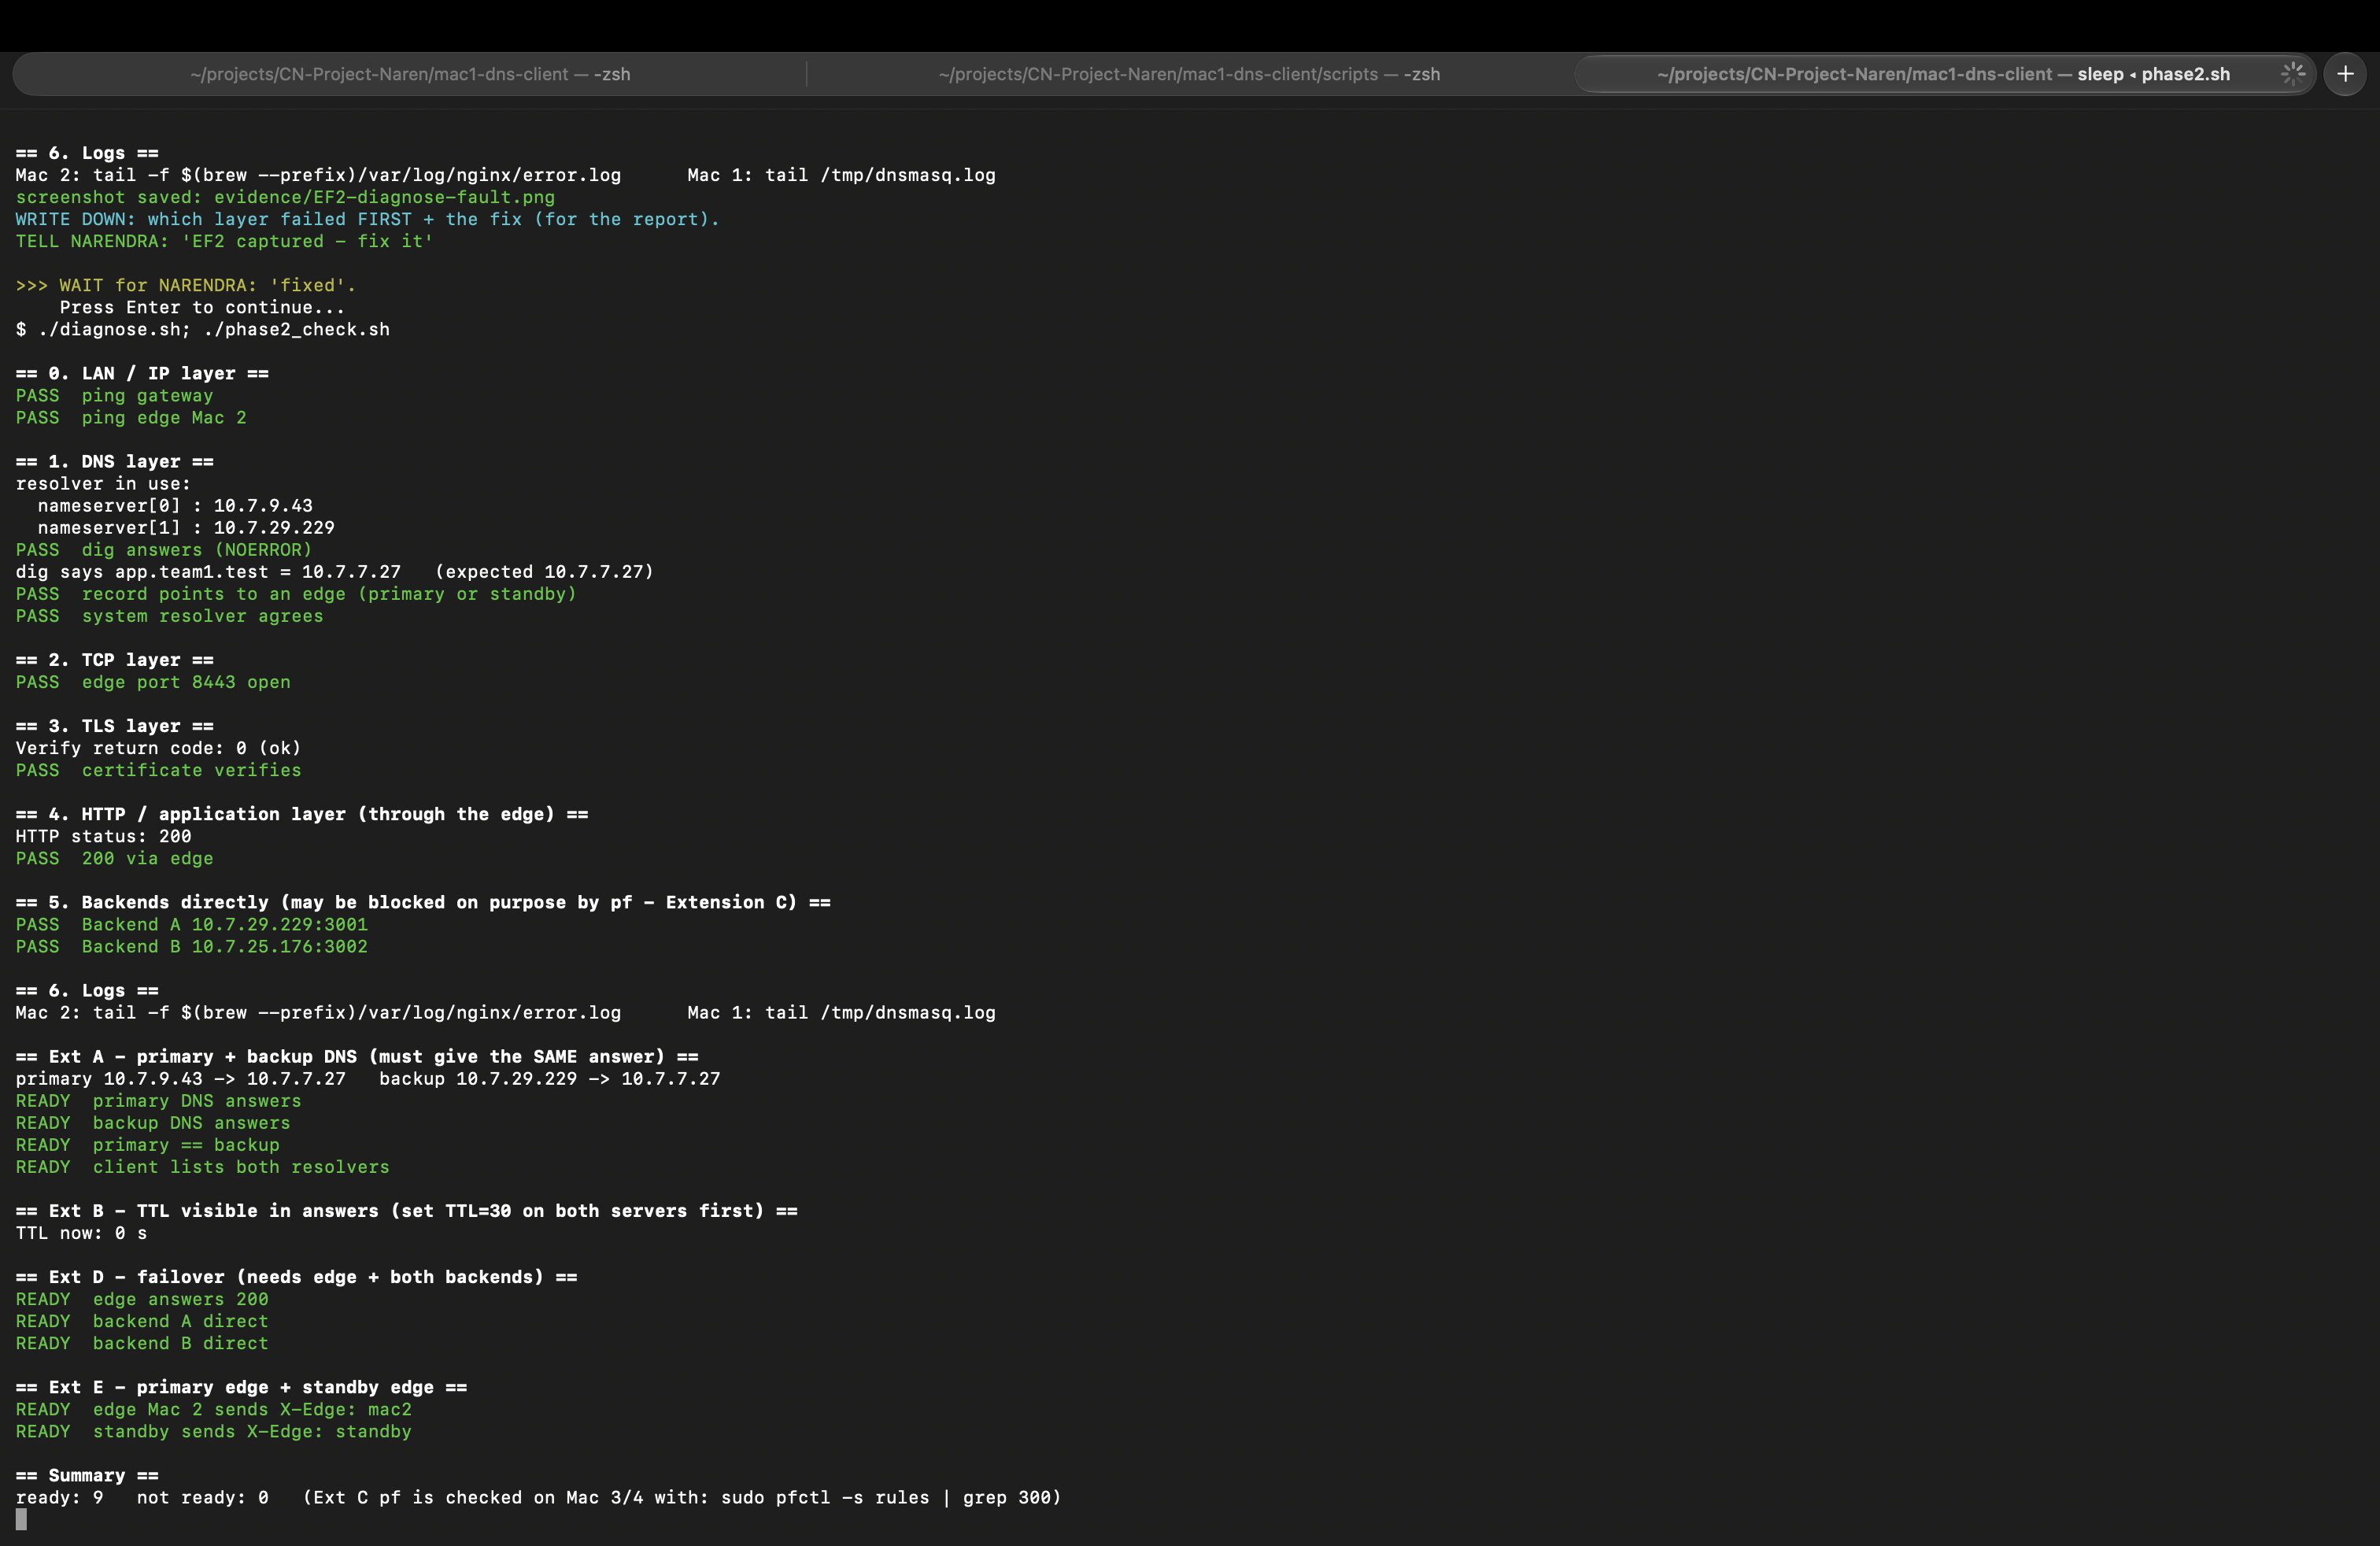 ~/projects/CN-Project-Naren/mac1-dns-client — -zsh
~/projects/CN-Project-Naren/mac1-dns-client/scripts — -zsh
~/projects/CN-Project-Naren/mac1-dns-client — sleep ◂ phase2.sh
+
== 6. Logs ==
Mac 2: tail -f $(brew --prefix)/var/log/nginx/error.log      Mac 1: tail /tmp/dnsmasq.log
screenshot saved: evidence/EF2-diagnose-fault.png
WRITE DOWN: which layer failed FIRST + the fix (for the report).
TELL NARENDRA: 'EF2 captured - fix it'
>>> WAIT for NARENDRA: 'fixed'.
    Press Enter to continue...
$ ./diagnose.sh; ./phase2_check.sh
== 0. LAN / IP layer ==
PASS  ping gateway
PASS  ping edge Mac 2
== 1. DNS layer ==
resolver in use:
  nameserver[0] : 10.7.9.43
  nameserver[1] : 10.7.29.229
PASS  dig answers (NOERROR)
dig says app.team1.test = 10.7.7.27   (expected 10.7.7.27)
PASS  record points to an edge (primary or standby)
PASS  system resolver agrees
== 2. TCP layer ==
PASS  edge port 8443 open
== 3. TLS layer ==
Verify return code: 0 (ok)
PASS  certificate verifies
== 4. HTTP / application layer (through the edge) ==
HTTP status: 200
PASS  200 via edge
== 5. Backends directly (may be blocked on purpose by pf - Extension C) ==
PASS  Backend A 10.7.29.229:3001
PASS  Backend B 10.7.25.176:3002
== 6. Logs ==
Mac 2: tail -f $(brew --prefix)/var/log/nginx/error.log      Mac 1: tail /tmp/dnsmasq.log
== Ext A - primary + backup DNS (must give the SAME answer) ==
primary 10.7.9.43 -> 10.7.7.27   backup 10.7.29.229 -> 10.7.7.27
READY  primary DNS answers
READY  backup DNS answers
READY  primary == backup
READY  client lists both resolvers
== Ext B - TTL visible in answers (set TTL=30 on both servers first) ==
TTL now: 0 s
== Ext D - failover (needs edge + both backends) ==
READY  edge answers 200
READY  backend A direct
READY  backend B direct
== Ext E - primary edge + standby edge ==
READY  edge Mac 2 sends X-Edge: mac2
READY  standby sends X-Edge: standby
== Summary ==
ready: 9   not ready: 0   (Ext C pf is checked on Mac 3/4 with: sudo pfctl -s rules | grep 300)